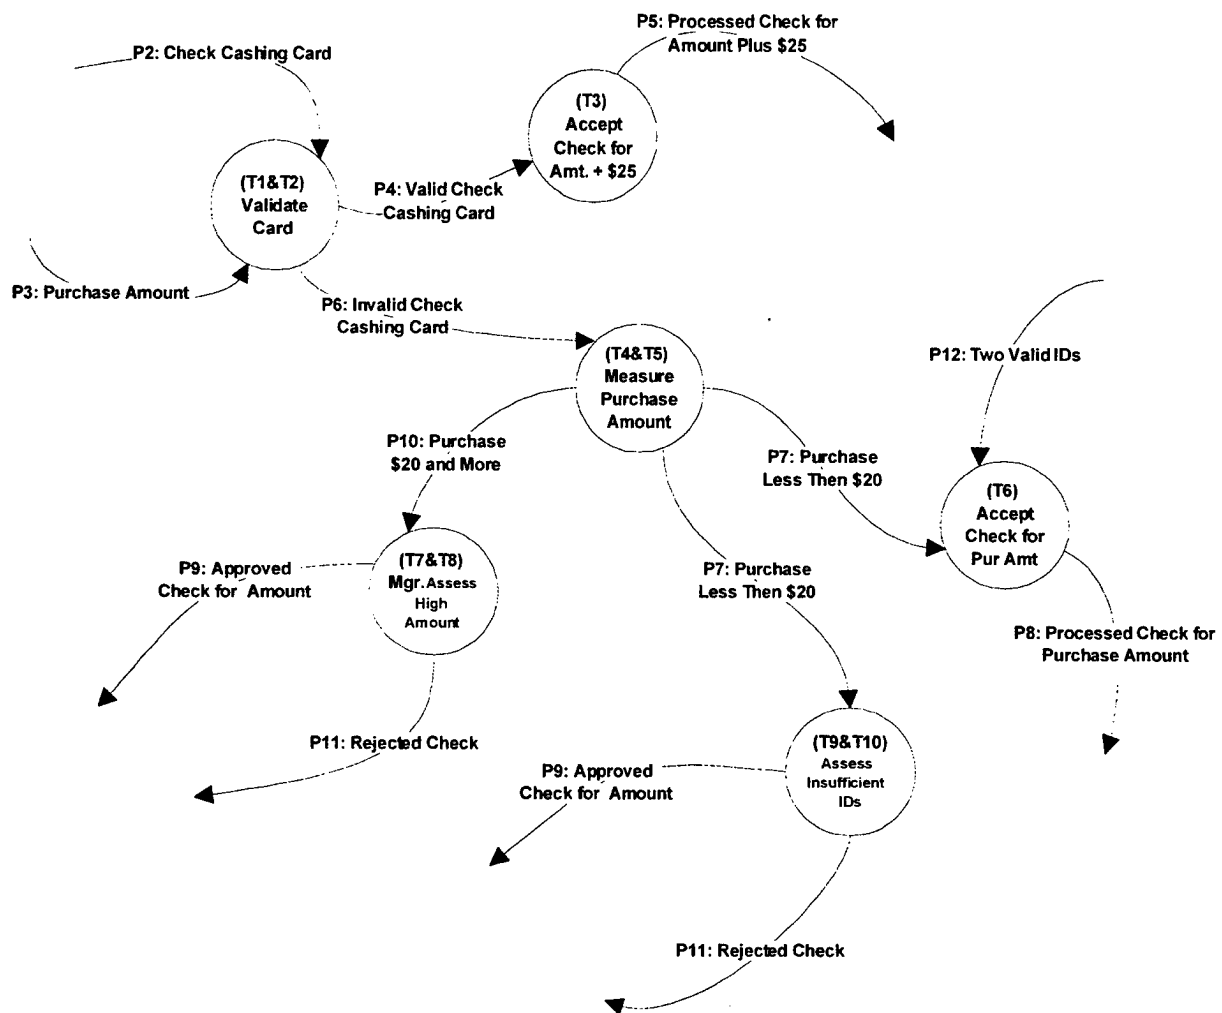 P5: Processed Check for
Amount Plus $25
P2: Check Cashing Card
(T3)
Accept
Check for
Amt. + $25
(T1&T2)
Validate
Card
P4: Valid Check
Cashing Card
P3: Purchase Amount
P6: Invalid Check
Cashing Card
(T4&T5)
Measure
Purchase
Amount
P12: Two Valid IDs
P10: Purchase
$20 and More
P7: Purchase
Less Then $20
(T6)
Accept
Check for
Pur Amt
(T7&T8)
Mgr. Assess
High
Amount
P9: Approved
Check for Amount
P7: Purchase
Less Then $20
P8: Processed Check for
Purchase Amount
P11: Rejected Check
(T9&T10)
Assess
Insufficient
IDs
P9: Approved
Check for Amount
P11: Rejected Check